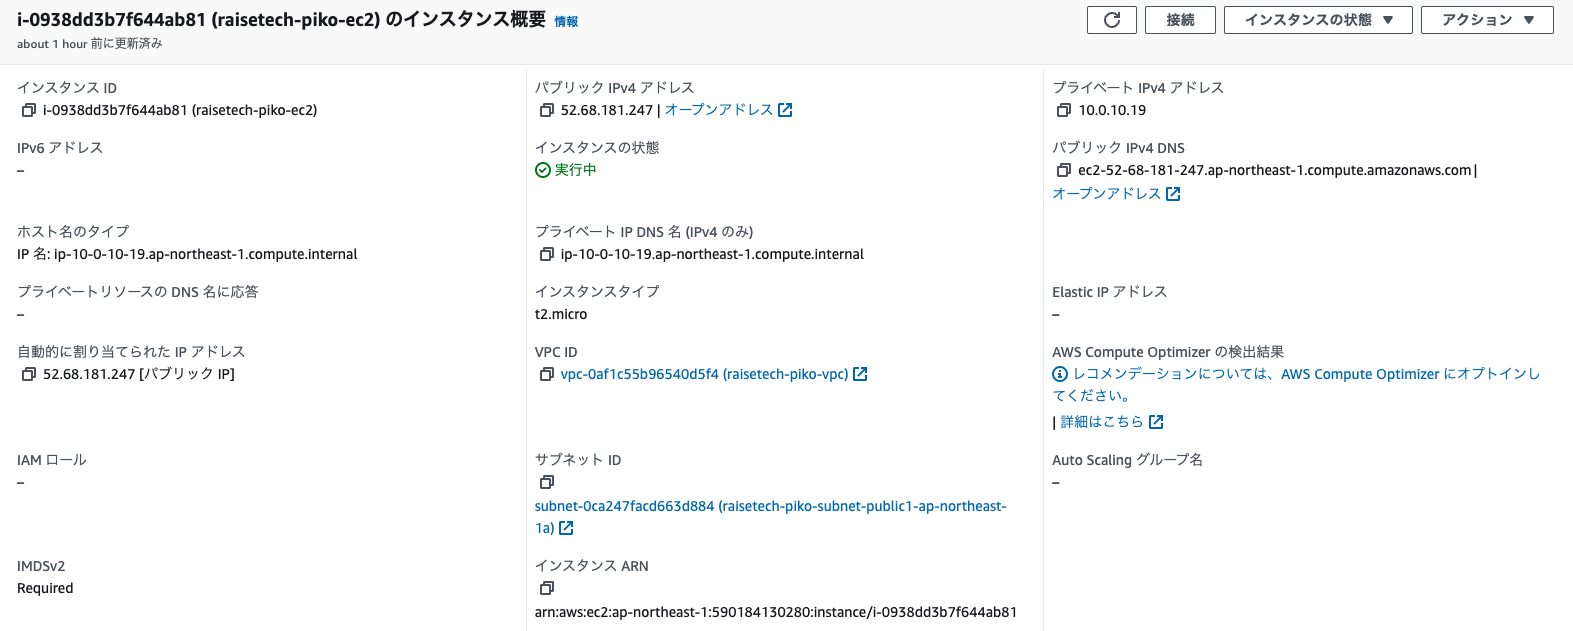 i-0938dd3b7f644ab81 (raisetech-piko-ec2) のインスタンス概要 情報
about 1 hour 前に更新済み
接続
インスタンスの状態
アクション
インスタンス ID
i-0938dd3b7f644ab81 (raisetech-piko-ec2)
パブリック IPv4 アドレス
52.68.181.247 | オープンアドレス
プライベート IPv4 アドレス
10.0.10.19
IPv6 アドレス
–
インスタンスの状態
実行中
パブリック IPv4 DNS
ec2-52-68-181-247.ap-northeast-1.compute.amazonaws.com |
オープンアドレス
ホスト名のタイプ
IP 名: ip-10-0-10-19.ap-northeast-1.compute.internal
プライベート IP DNS 名 (IPv4 のみ)
ip-10-0-10-19.ap-northeast-1.compute.internal
プライベートリソースの DNS 名に応答
–
インスタンスタイプ
t2.micro
Elastic IP アドレス
–
自動的に割り当てられた IP アドレス
52.68.181.247 [パブリック IP]
VPC ID
vpc-0af1c55b96540d5f4 (raisetech-piko-vpc)
AWS Compute Optimizer の検出結果
レコメンデーションについては、AWS Compute Optimizer にオプトインし
てください。
| 詳細はこちら
IAM ロール
–
サブネット ID
subnet-0ca247facd663d884 (raisetech-piko-subnet-public1-ap-northeast-
1a)
Auto Scaling グループ名
–
IMDSv2
Required
インスタンス ARN
arn:aws:ec2:ap-northeast-1:590184130280:instance/i-0938dd3b7f644ab81